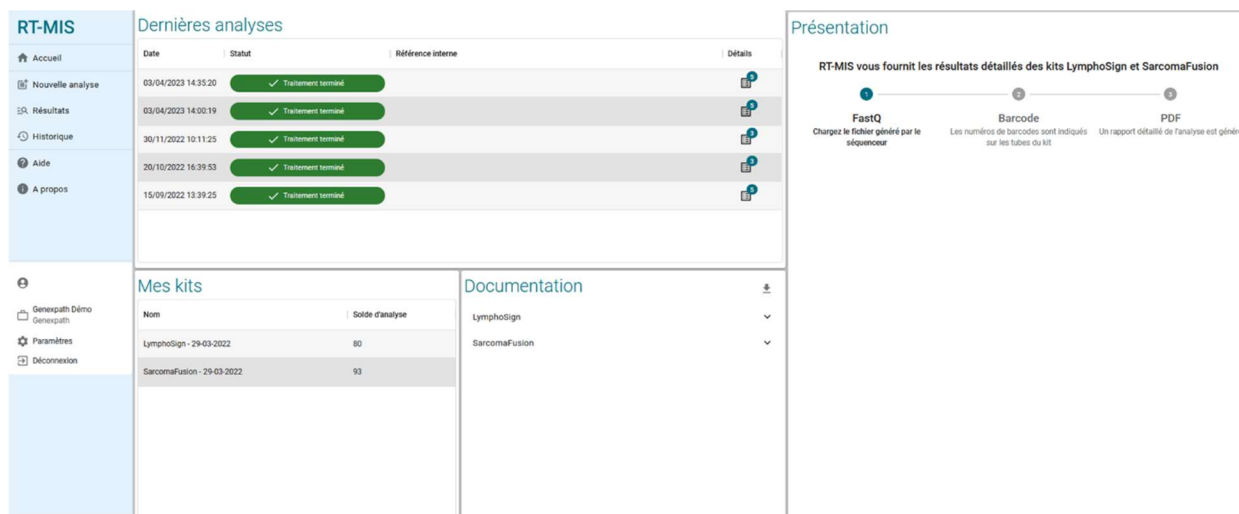 RT-MIS
Accueil
Nouvelle analyse
Résultats
Historique
Aide
A propos
Genexpath Démo
Genexpath
Paramètres
Déconnexion
Dernières analyses
Date Statut Référence interne Détails
03/04/2023 14:35:20 Traitement terminé 5
03/04/2023 14:00:19 Traitement terminé 5
30/11/2022 10:11:25 Traitement terminé 3
20/10/2022 16:39:53 Traitement terminé 3
15/09/2022 13:39:25 Traitement terminé 5
Mes kits
Nom Solde d'analyse
LymphoSign - 29-03-2022 80
SarcomaFusion - 29-03-2022 93
Documentation
LymphoSign
SarcomaFusion
Présentation
RT-MIS vous fournit les résultats détaillés des kits LymphoSign et SarcomaFusion
1 2 3
FastQ Barcode PDF
Chargez le fichier généré par le Les numéros de barcodes sont indiqués Un rapport détaillé de l'analyse est généré
séquenceur sur les tubes du kit